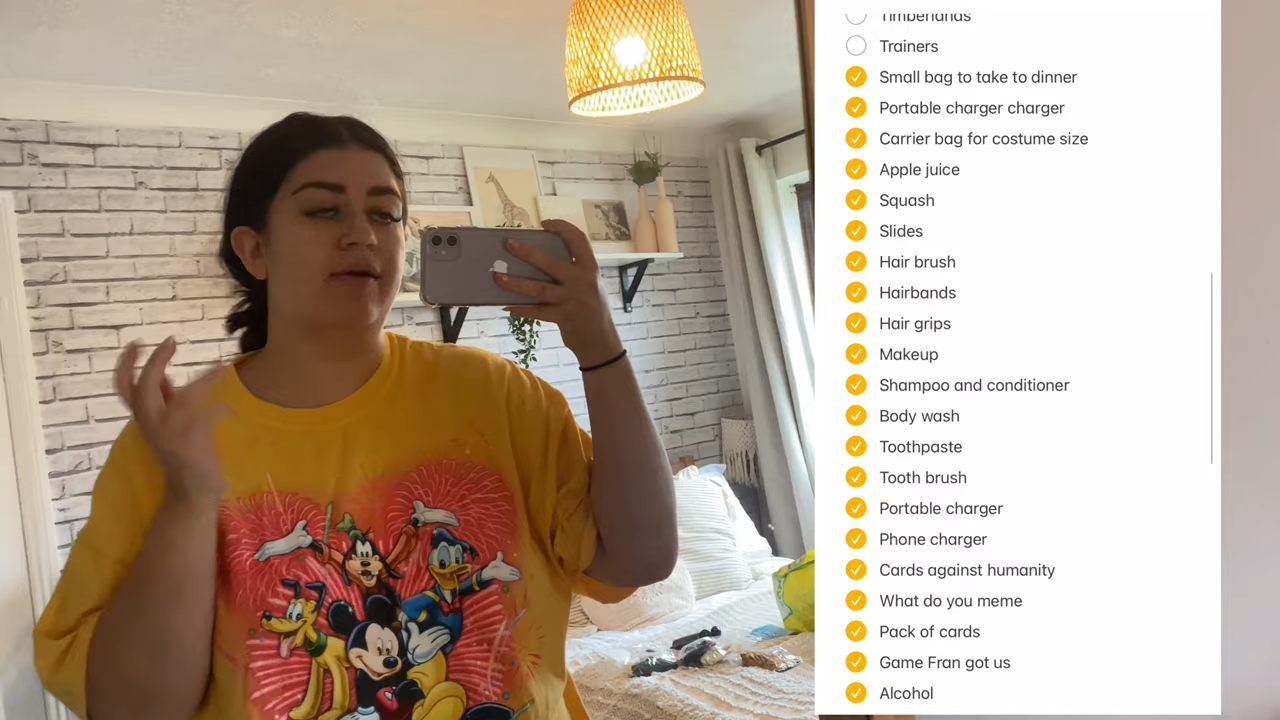 Timberlands
Trainers
Small bag to take to dinner
Portable charger charger
Carrier bag for costume size
Apple juice
Squash
Slides
Hair brush
Hairbands
Hair grips
Makeup
Shampoo and conditioner
Body wash
Toothpaste
Tooth brush
Portable charger
Phone charger
Cards against humanity
What do you meme
Pack of cards
Game Fran got us
Alcohol